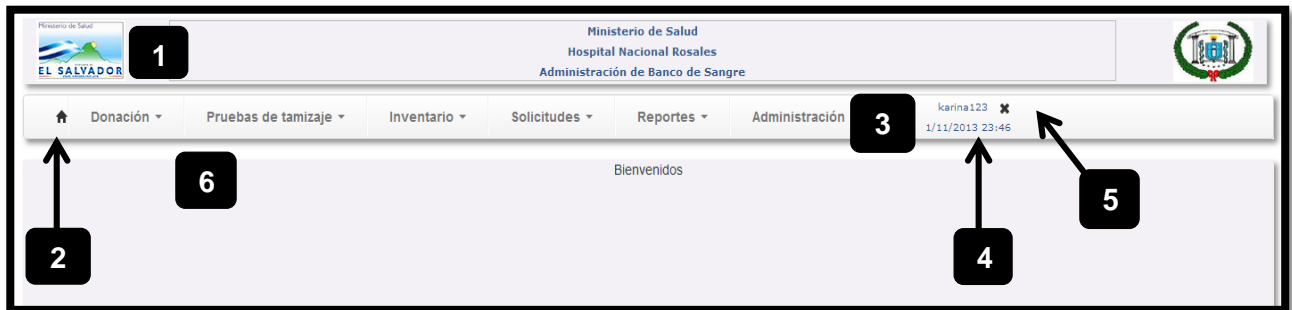 Ministerio de Salud
EL SALVADOR
1
Ministerio de Salud
Hospital Nacional Rosales
Administración de Banco de Sangre
Donación
Pruebas de tamizaje
Inventario
Solicitudes
Reportes
Administración
3
karina123
1/11/2013 23:46
Bienvenidos
6
5
2
4